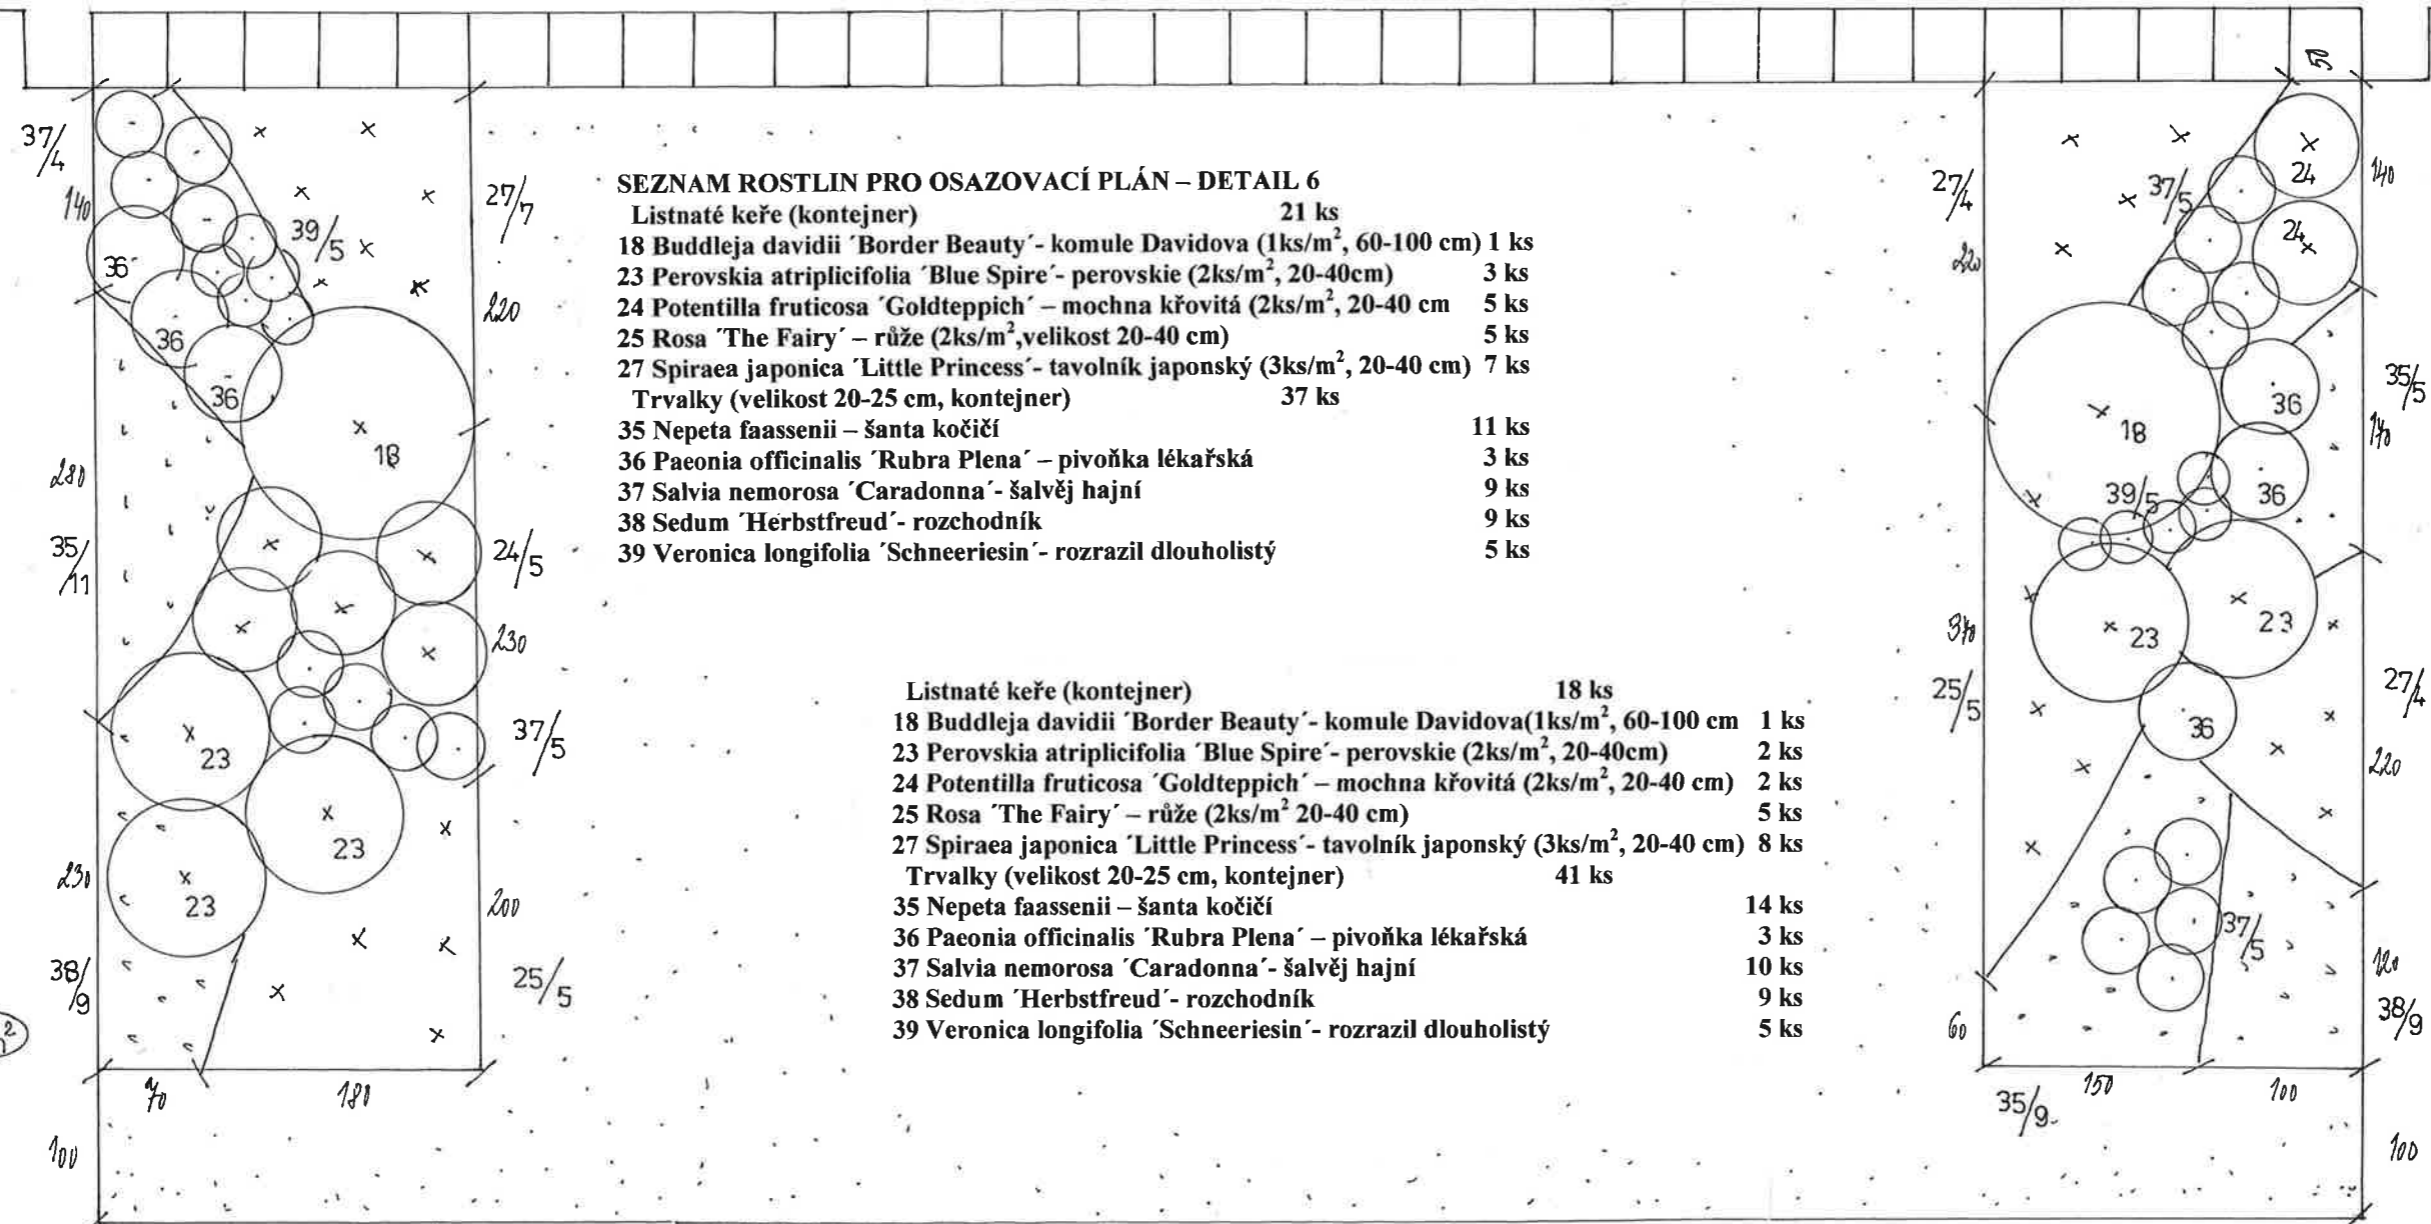 50
37/4
140
36
36
36
39/5
27/7
220
18
280
35/11
24/5
230
37/5
23
23
23
230
38/9
200
25/5
70
180
100
SEZNAM ROSTLIN PRO OSAZOVACÍ PLÁN – DETAIL 6
Listnaté keře (kontejner) 21 ks
18 Buddleja davidii ´Border Beauty´- komule Davidova (1ks/m², 60-100 cm) 1 ks
23 Perovskia atriplicifolia ´Blue Spire´- perovskie (2ks/m², 20-40cm) 3 ks
24 Potentilla fruticosa ´Goldteppich´ – mochna křovitá (2ks/m², 20-40 cm 5 ks
25 Rosa ´The Fairy´ – růže (2ks/m²,velikost 20-40 cm) 5 ks
27 Spiraea japonica ´Little Princess´- tavolník japonský (3ks/m², 20-40 cm) 7 ks
Trvalky (velikost 20-25 cm, kontejner) 37 ks
35 Nepeta faassenii – šanta kočičí 11 ks
36 Paeonia officinalis ´Rubra Plena´ – pivoňka lékařská 3 ks
37 Salvia nemorosa ´Caradonna´- šalvěj hajní 9 ks
38 Sedum ´Herbstfreud´- rozchodník 9 ks
39 Veronica longifolia ´Schneeriesin´- rozrazil dlouholistý 5 ks
Listnaté keře (kontejner) 18 ks
18 Buddleja davidii ´Border Beauty´- komule Davidova(1ks/m², 60-100 cm 1 ks
23 Perovskia atriplicifolia ´Blue Spire´- perovskie (2ks/m², 20-40cm) 2 ks
24 Potentilla fruticosa ´Goldteppich´ – mochna křovitá (2ks/m², 20-40 cm) 2 ks
25 Rosa ´The Fairy´ – růže (2ks/m² 20-40 cm) 5 ks
27 Spiraea japonica ´Little Princess´- tavolník japonský (3ks/m², 20-40 cm) 8 ks
Trvalky (velikost 20-25 cm, kontejner) 41 ks
35 Nepeta faassenii – šanta kočičí 14 ks
36 Paeonia officinalis ´Rubra Plena´ – pivoňka lékařská 3 ks
37 Salvia nemorosa ´Caradonna´- šalvěj hajní 10 ks
38 Sedum ´Herbstfreud´- rozchodník 9 ks
39 Veronica longifolia ´Schneeriesin´- rozrazil dlouholistý 5 ks
27/4
37/5
24
24
140
220
18
36
35/5
170
39/5
36
370
23
23
25/5
36
27/4
220
37/5
120
38/9
60
150
100
35/9
100